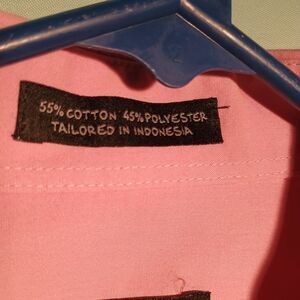 55% COTTON 45% POLYESTER
TAILORED IN INDONESIA